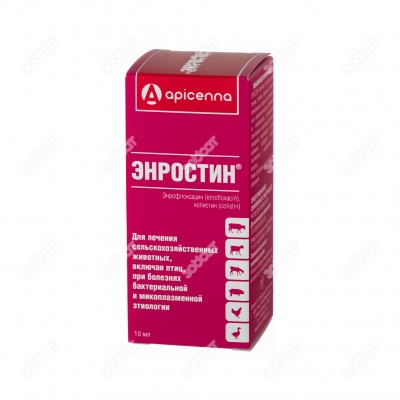 apicenna
ЭНРОСТИН®
Энрофлоксацин (enrofloxacin),
колистин (colistin)
Для лечения
сельскохозяйственных
животных,
включая птиц,
при болезнях
бактериальной
и микоплазменной
этиологии
10 мл